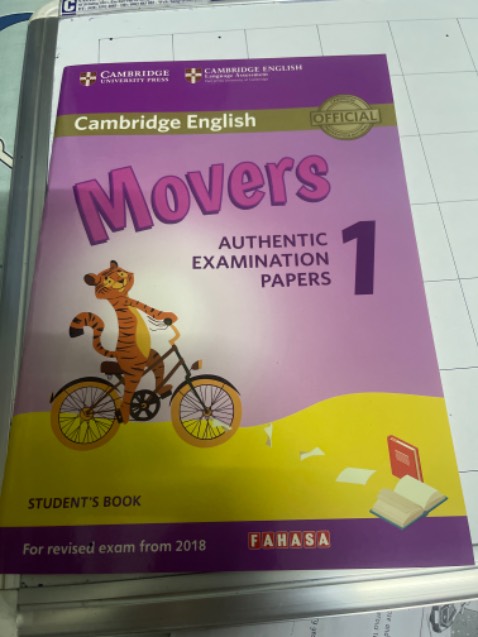 CAMBRIDGE
UNIVERSITY PRESS
CAMBRIDGE ENGLISH
Language Assessment
Cambridge English
OFFICIAL
Movers
AUTHENTIC
EXAMINATION
PAPERS
1
STUDENT'S BOOK
For revised exam from 2018
FAHASA